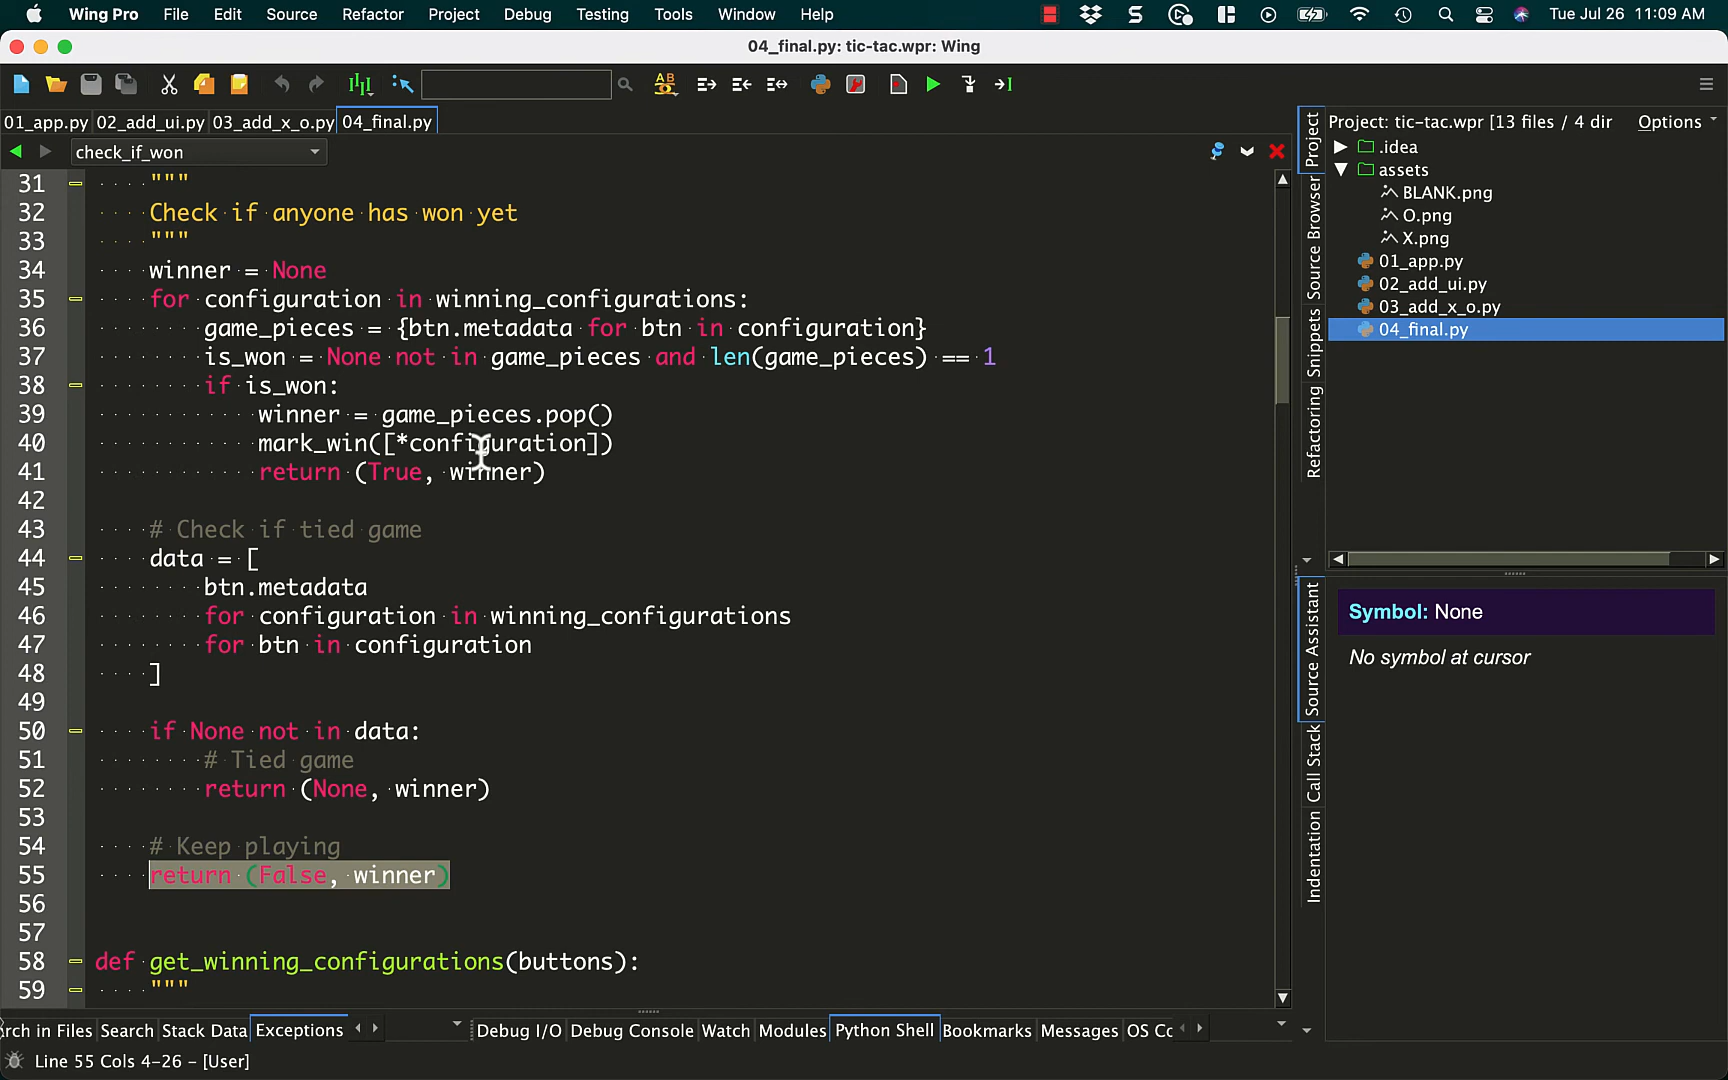 Wing Pro File Edit Source Refactor Project Debug Testing Tools Window Help Tue Jul 26 11:09 AM
04_final.py: tic-tac.wpr: Wing
01_app.py 02_add_ui.py 03_add_x_o.py 04_final.py
check_if_won
31 """
32 Check if anyone has won yet
33 """
34 winner = None
35 for configuration in winning_configurations:
36 game_pieces = {btn.metadata for btn in configuration}
37 is_won = None not in game_pieces and len(game_pieces) == 1
38 if is_won:
39 winner = game_pieces.pop()
40 mark_win([*configuration])
41 return (True, winner)
42
43 # Check if tied game
44 data = [
45 btn.metadata
46 for configuration in winning_configurations
47 for btn in configuration
48 ]
49
50 if None not in data:
51 # Tied game
52 return (None, winner)
53
54 # Keep playing
55 return (False, winner)
56
57
58 def get_winning_configurations(buttons):
59 """
Project
Source Browser
Snippets
Refactoring
Project: tic-tac.wpr [13 files / 4 dir Options
.idea
assets
BLANK.png
O.png
X.png
01_app.py
02_add_ui.py
03_add_x_o.py
04_final.py
Source Assistant
Call Stack
Indentation
Symbol: None
No symbol at cursor
rch in Files Search Stack Data Exceptions Debug I/O Debug Console Watch Modules Python Shell Bookmarks Messages OS Co
Line 55 Cols 4-26 – [User]